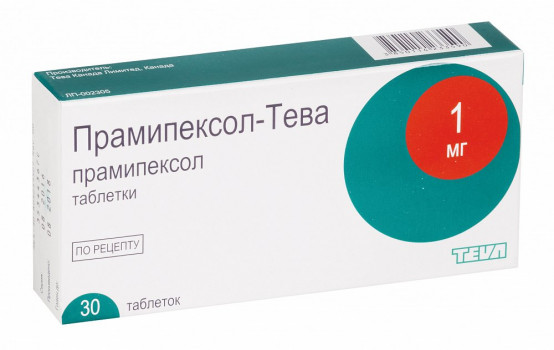 Производитель:
Тева Канада Лимитед, Канада
ЛП-002305
Прамипексол-Тева
прамипексол
таблетки
1
мг
ПО РЕЦЕПТУ
TEVA
30 таблеток